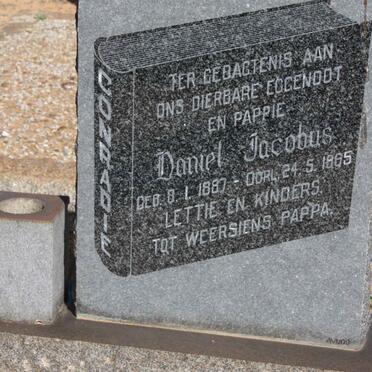 CONRADIE
TER GEDAGTENIS AAN
ONS DIERBARE EGGENOOT
EN PAPPIE
Daniel Jacobus
GEB. 8.1.1887 - OORL. 24.5.1965
LETTIE EN KINDERS.
TOT WEERSIENS PAPPA.